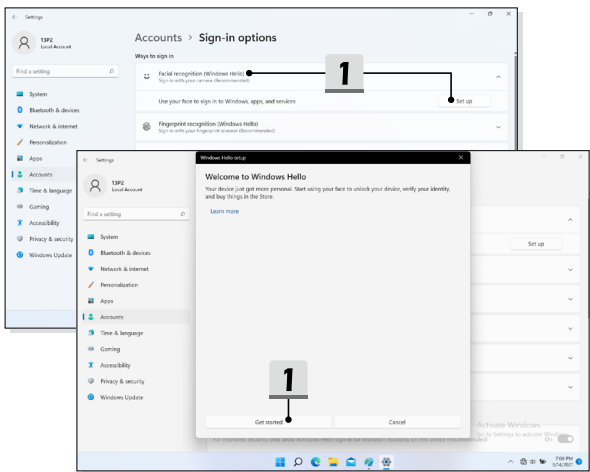 Settings
13P2
Local Account
Find a setting
System
Bluetooth & devices
Network & internet
Personalization
Apps
Accounts
Time & language
Gaming
Accessibility
Privacy & security
Windows Update
Accounts > Sign-in options
Ways to sign in
Facial recognition (Windows Hello)
Sign in with your camera (Recommended)
1
Use your face to sign in to Windows, apps, and services
Set up
Fingerprint recognition (Windows Hello)
Sign in with your fingerprint scanner (Recommended)
Settings
13P2
Local Account
Find a setting
System
Bluetooth & devices
Network & internet
Personalization
Apps
Accounts
Time & language
Gaming
Accessibility
Privacy & security
Windows Update
Windows Hello setup
Welcome to Windows Hello
Your device just got more personal. Start using your face to unlock your device, verify your identity,
and buy things in the Store.
Learn more
1
Get started
Cancel
Set up
Activate Windows
Go to Settings to activate Windows.
On
7:08 PM